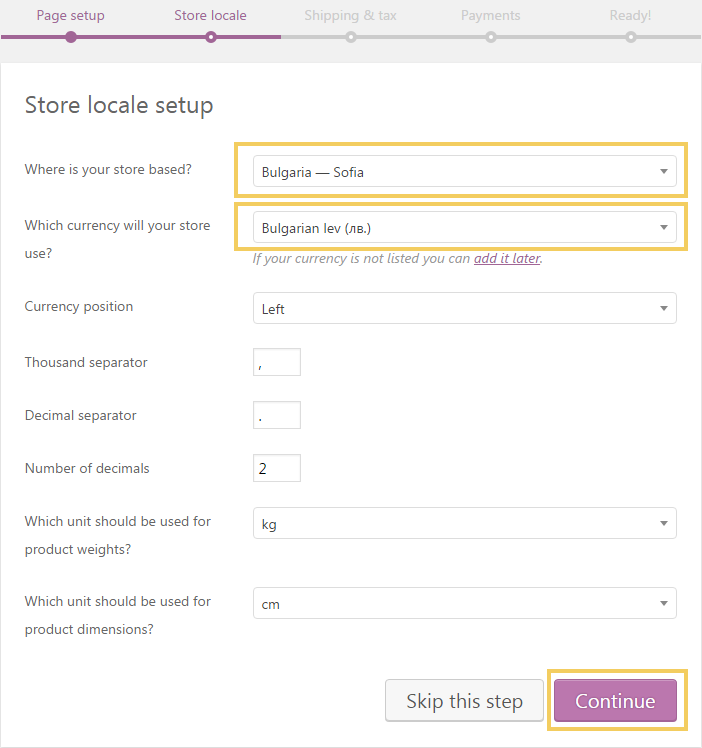 Page setup
Store locale
Shipping & tax
Payments
Ready!
Store locale setup
Where is your store based?
Bulgaria — Sofia
Which currency will your store
use?
Bulgarian lev (лв.)
If your currency is not listed you can add it later.
Currency position
Left
Thousand separator
,
Decimal separator
.
Number of decimals
2
Which unit should be used for
product weights?
kg
Which unit should be used for
product dimensions?
cm
Skip this step
Continue